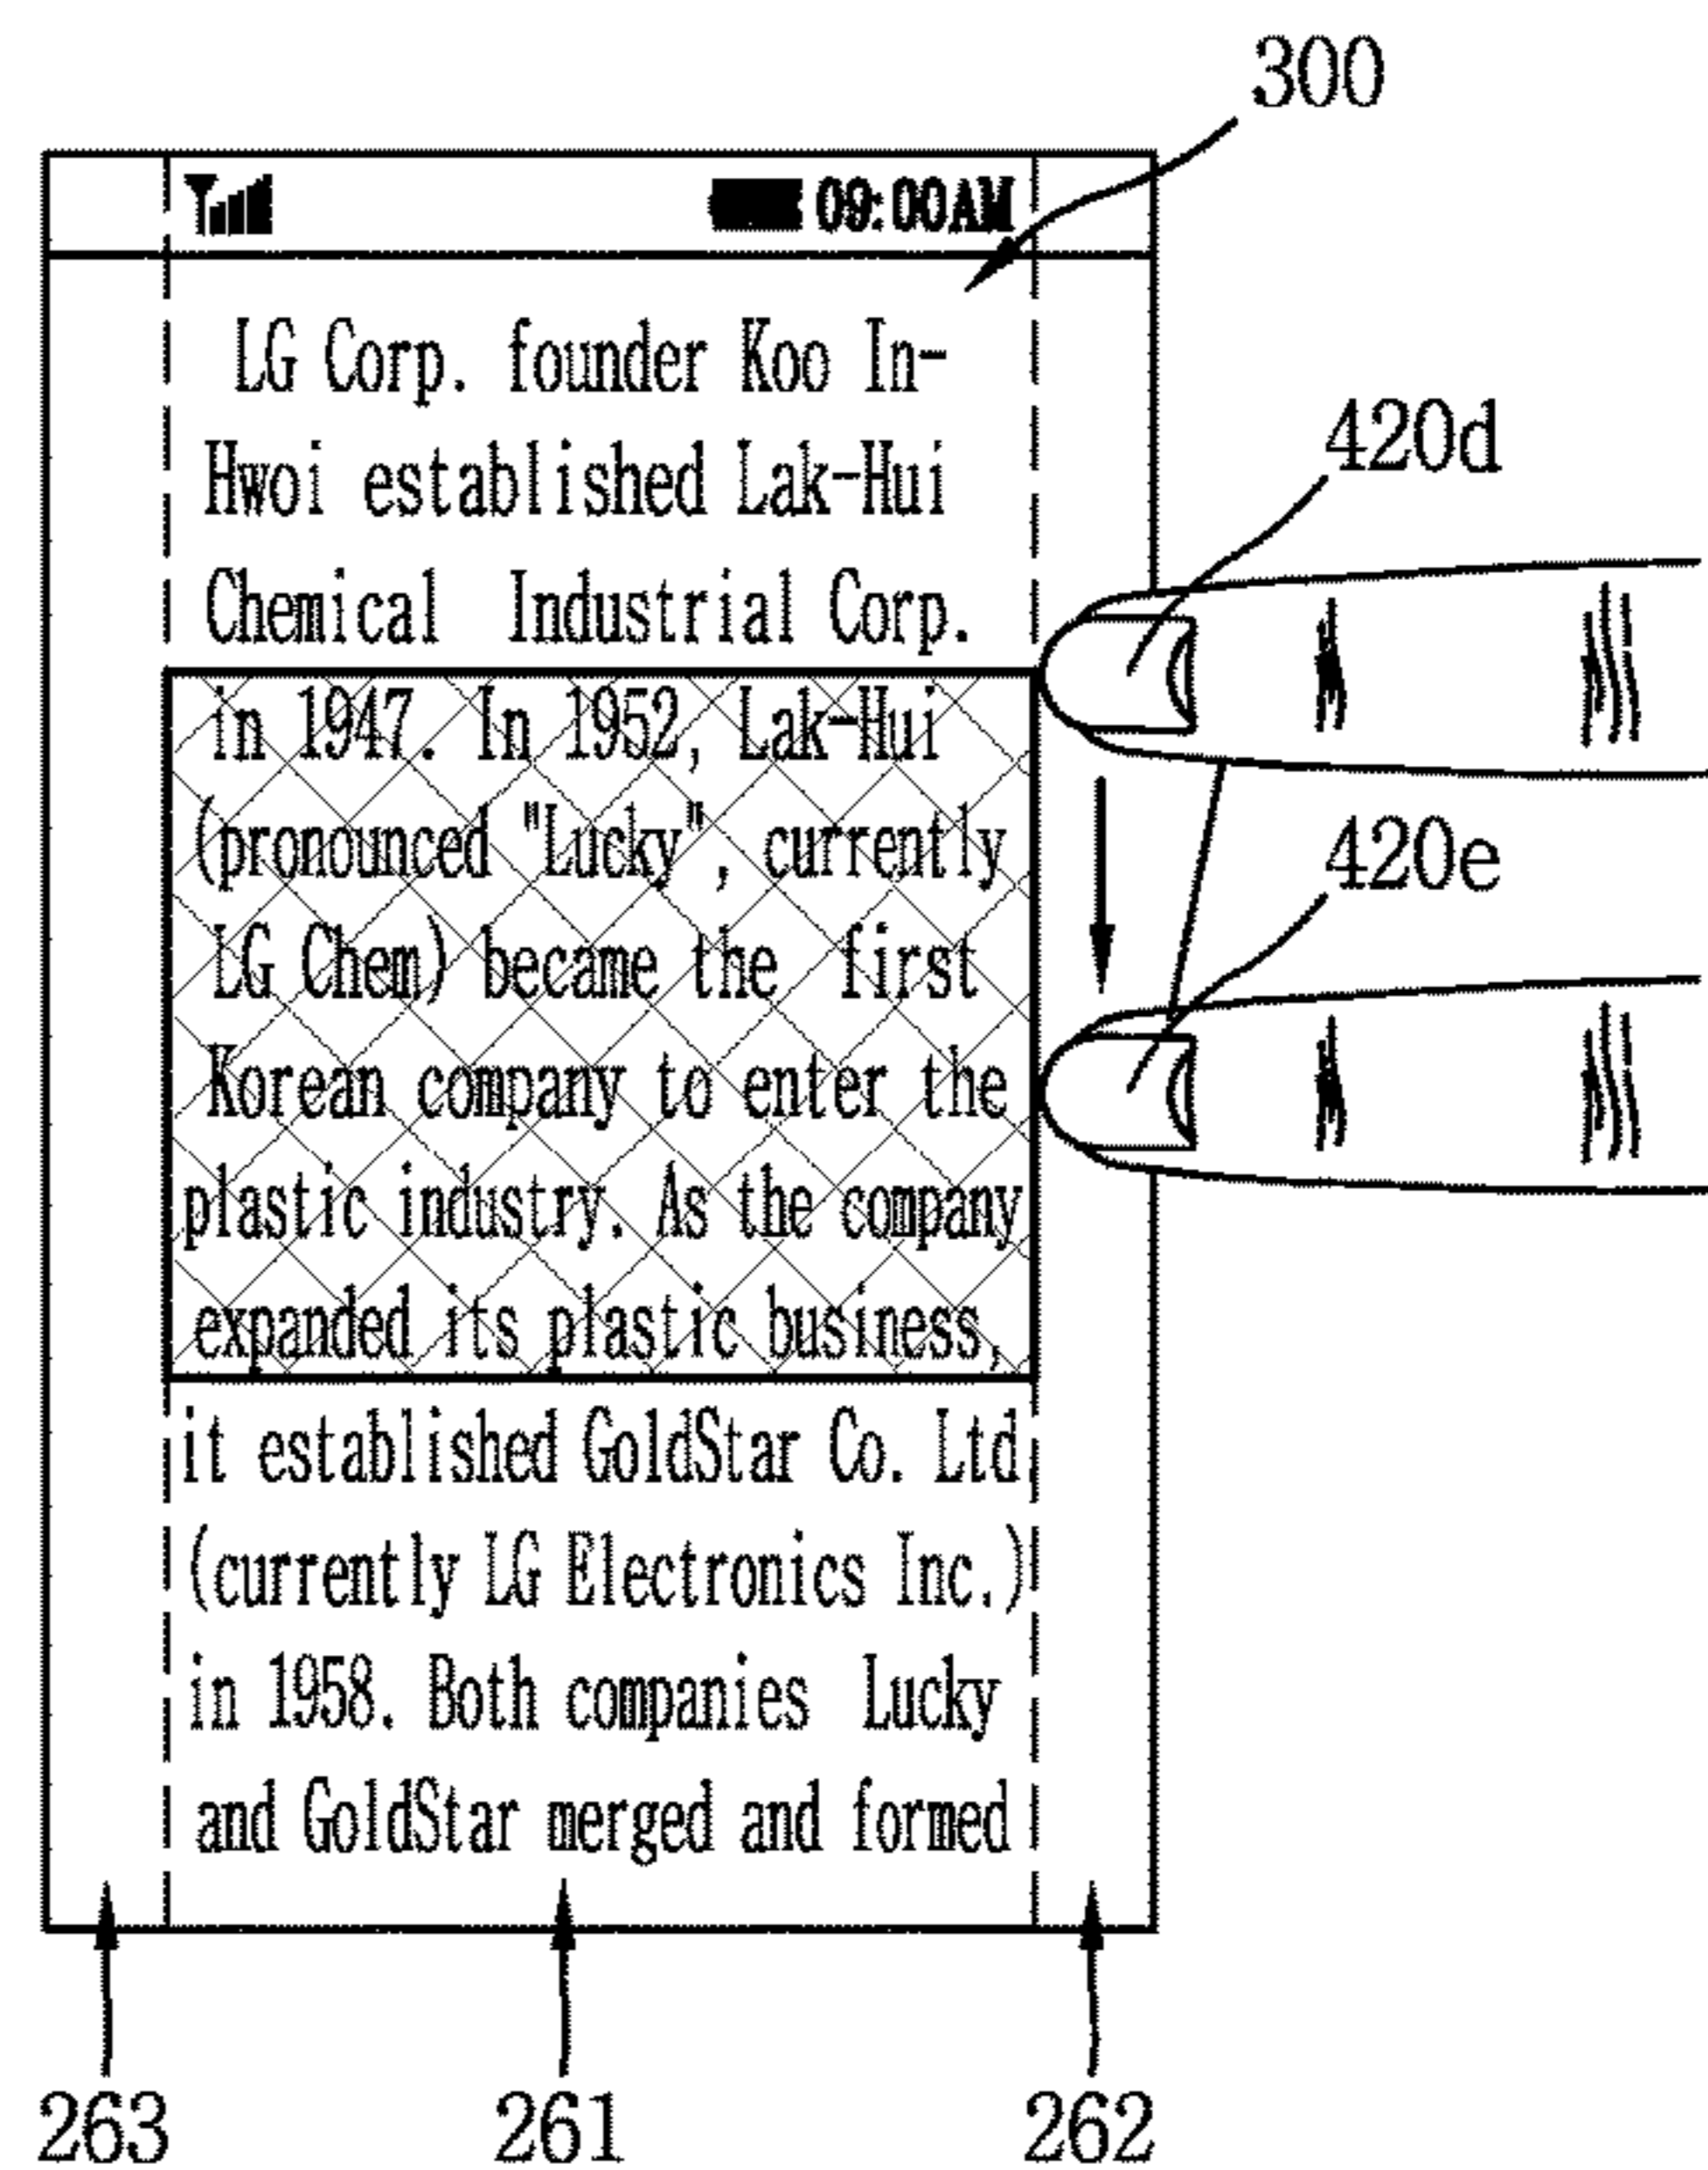 300
09:00AM
LG Corp. founder Koo In-
Hwoi established Lak-Hui
420d
Chemical Industrial Corp.
in 1947. In 1952, Lak-Hui
(pronounced "Lucky", currently
420e
LG Chem) became the first
Korean company to enter the
plastic industry. As the company
expanded its plastic business,
it established GoldStar Co. Ltd.
(currently LG Electronics Inc.)
in 1958. Both companies Lucky
and GoldStar merged and formed
263 261 262